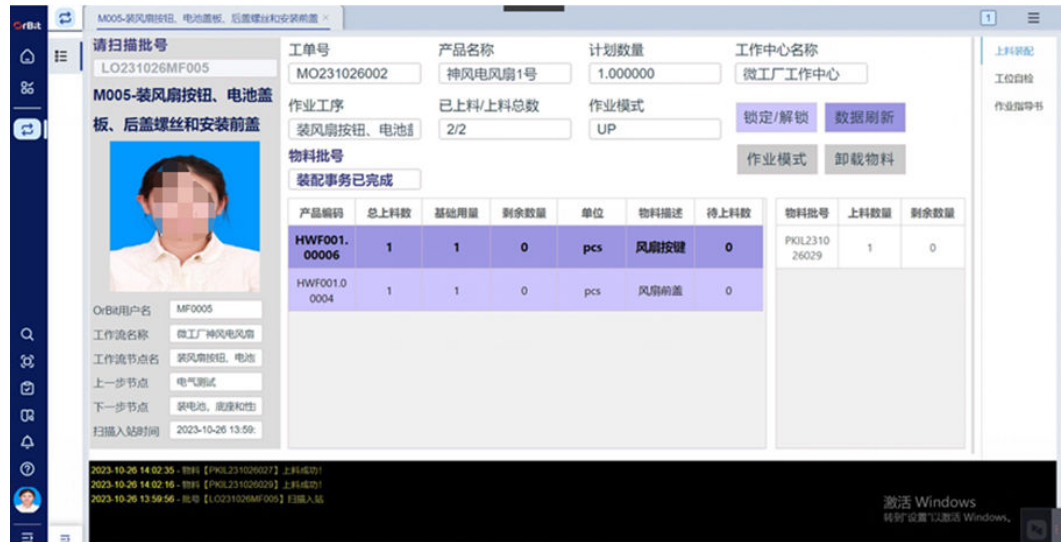 OrBit
M005-装风扇按钮、电池盖板、后盖螺丝和安装前盖 ×
1
请扫描批号
LO231026MF005
M005-装风扇按钮、电池盖
板、后盖螺丝和安装前盖
OrBit用户名 MF0005
工作流名称 微工厂神风电风扇
工作流节点名 装风扇按钮、电池
上一步节点 电气测试
下一步节点 装电池、底座和性
扫描入站时间 2023-10-26 13:59:
工单号 产品名称 计划数量 工作中心名称
MO231026002 神风电风扇1号 1.000000 微工厂工作中心
作业工序 已上料/上料总数 作业模式
装风扇按钮、电池 2/2 UP
锁定/解锁 数据刷新
物料批号
装配事务已完成
作业模式 卸载物料
产品编码 总上料数 基础用量 剩余数量 单位 物料描述 待上料数
HWF001.
00006 1 1 0 pcs 风扇按键 0
HWF001.0
0004 1 1 0 pcs 风扇前盖 0
物料批号 上料数量 剩余数量
PKIL2310
26029 1 0
上料装配
工位自检
作业指导书
2023-10-26 14:02:35 - 物料【PKIL231026027】上料成功!
2023-10-26 14:02:16 - 物料【PKIL231026029】上料成功!
2023-10-26 13:59:56 - 批号【LO231026MF005】扫描入站
激活 Windows
转到"设置"以激活 Windows。